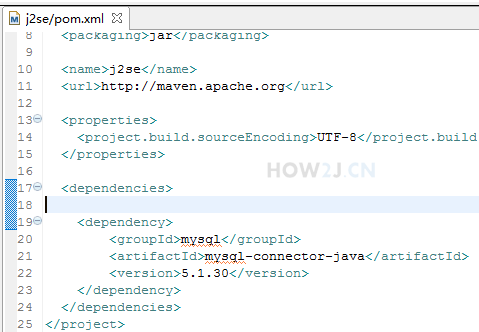 j2se/pom.xml
8 <packaging>jar</packaging>
9
10 <name>j2se</name>
11 <url>http://maven.apache.org</url>
12
13 <properties>
14 <project.build.sourceEncoding>UTF-8</project.build
15 </properties>
16
HOW2J.CN
17 <dependencies>
18
19 <dependency>
20 <groupId>mysql</groupId>
21 <artifactId>mysql-connector-java</artifactId>
22 <version>5.1.30</version>
23 </dependency>
24 </dependencies>
25 </project>